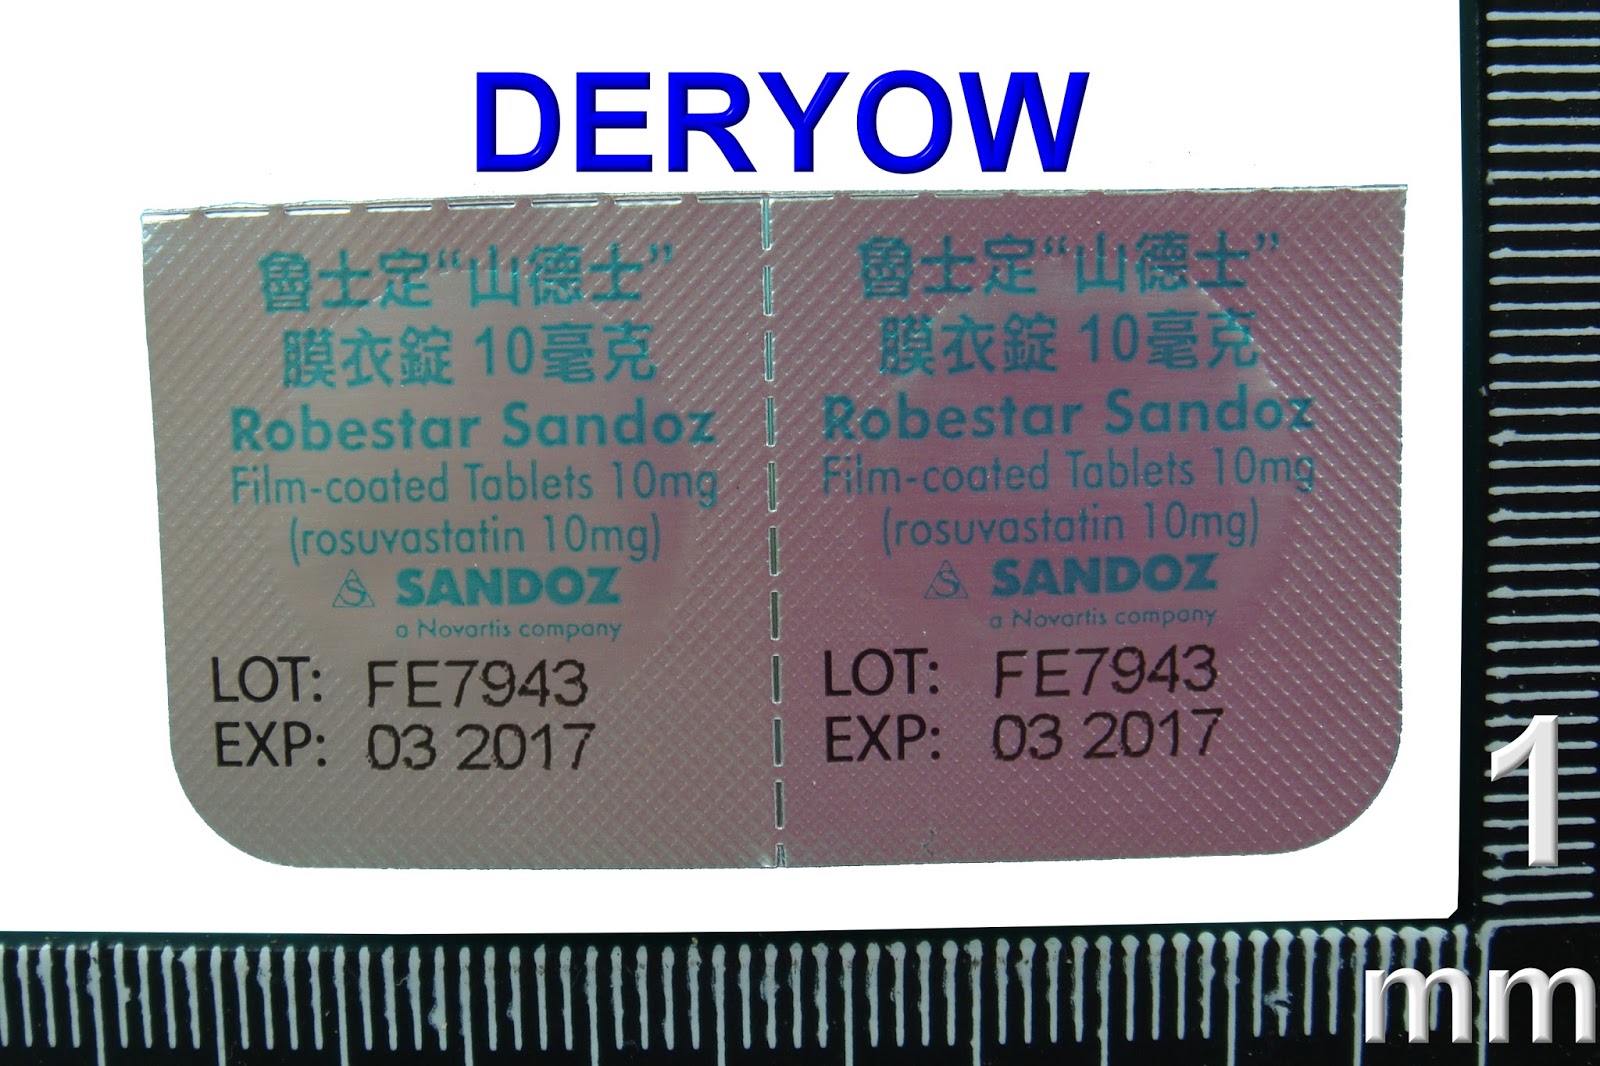 DERYOW
魯士定“山德士”
膜衣錠 10毫克
Robestar Sandoz
Film-coated Tablets 10mg
(rosuvastatin 10mg)
SANDOZ
a Novartis company
LOT: FE7943
EXP: 03 2017
魯士定“山德士”
膜衣錠 10毫克
Robestar Sandoz
Film-coated Tablets 10mg
(rosuvastatin 10mg)
SANDOZ
a Novartis company
LOT: FE7943
EXP: 03 2017
1
mm